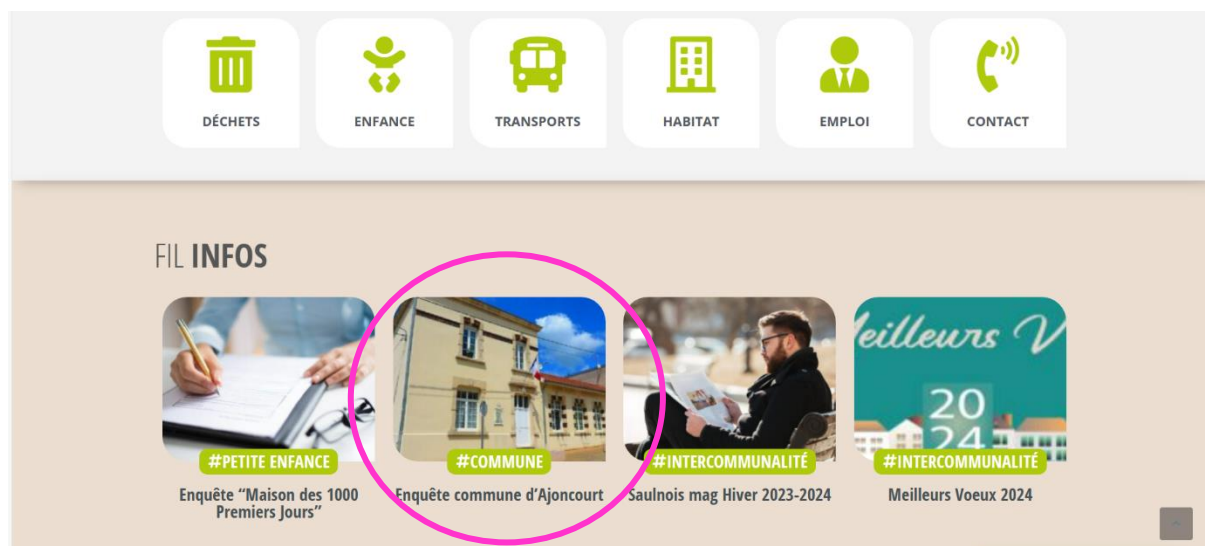 DÉCHETS
ENFANCE
TRANSPORTS
HABITAT
EMPLOI
CONTACT
FIL INFOS
#PETITE ENFANCE
Enquête “Maison des 1000
Premiers Jours”
#COMMUNE
Enquête commune d’Ajoncourt
#INTERCOMMUNALITÉ
Saulnois mag Hiver 2023-2024
eilleurs V
20
24
#INTERCOMMUNALITÉ
Meilleurs Voeux 2024